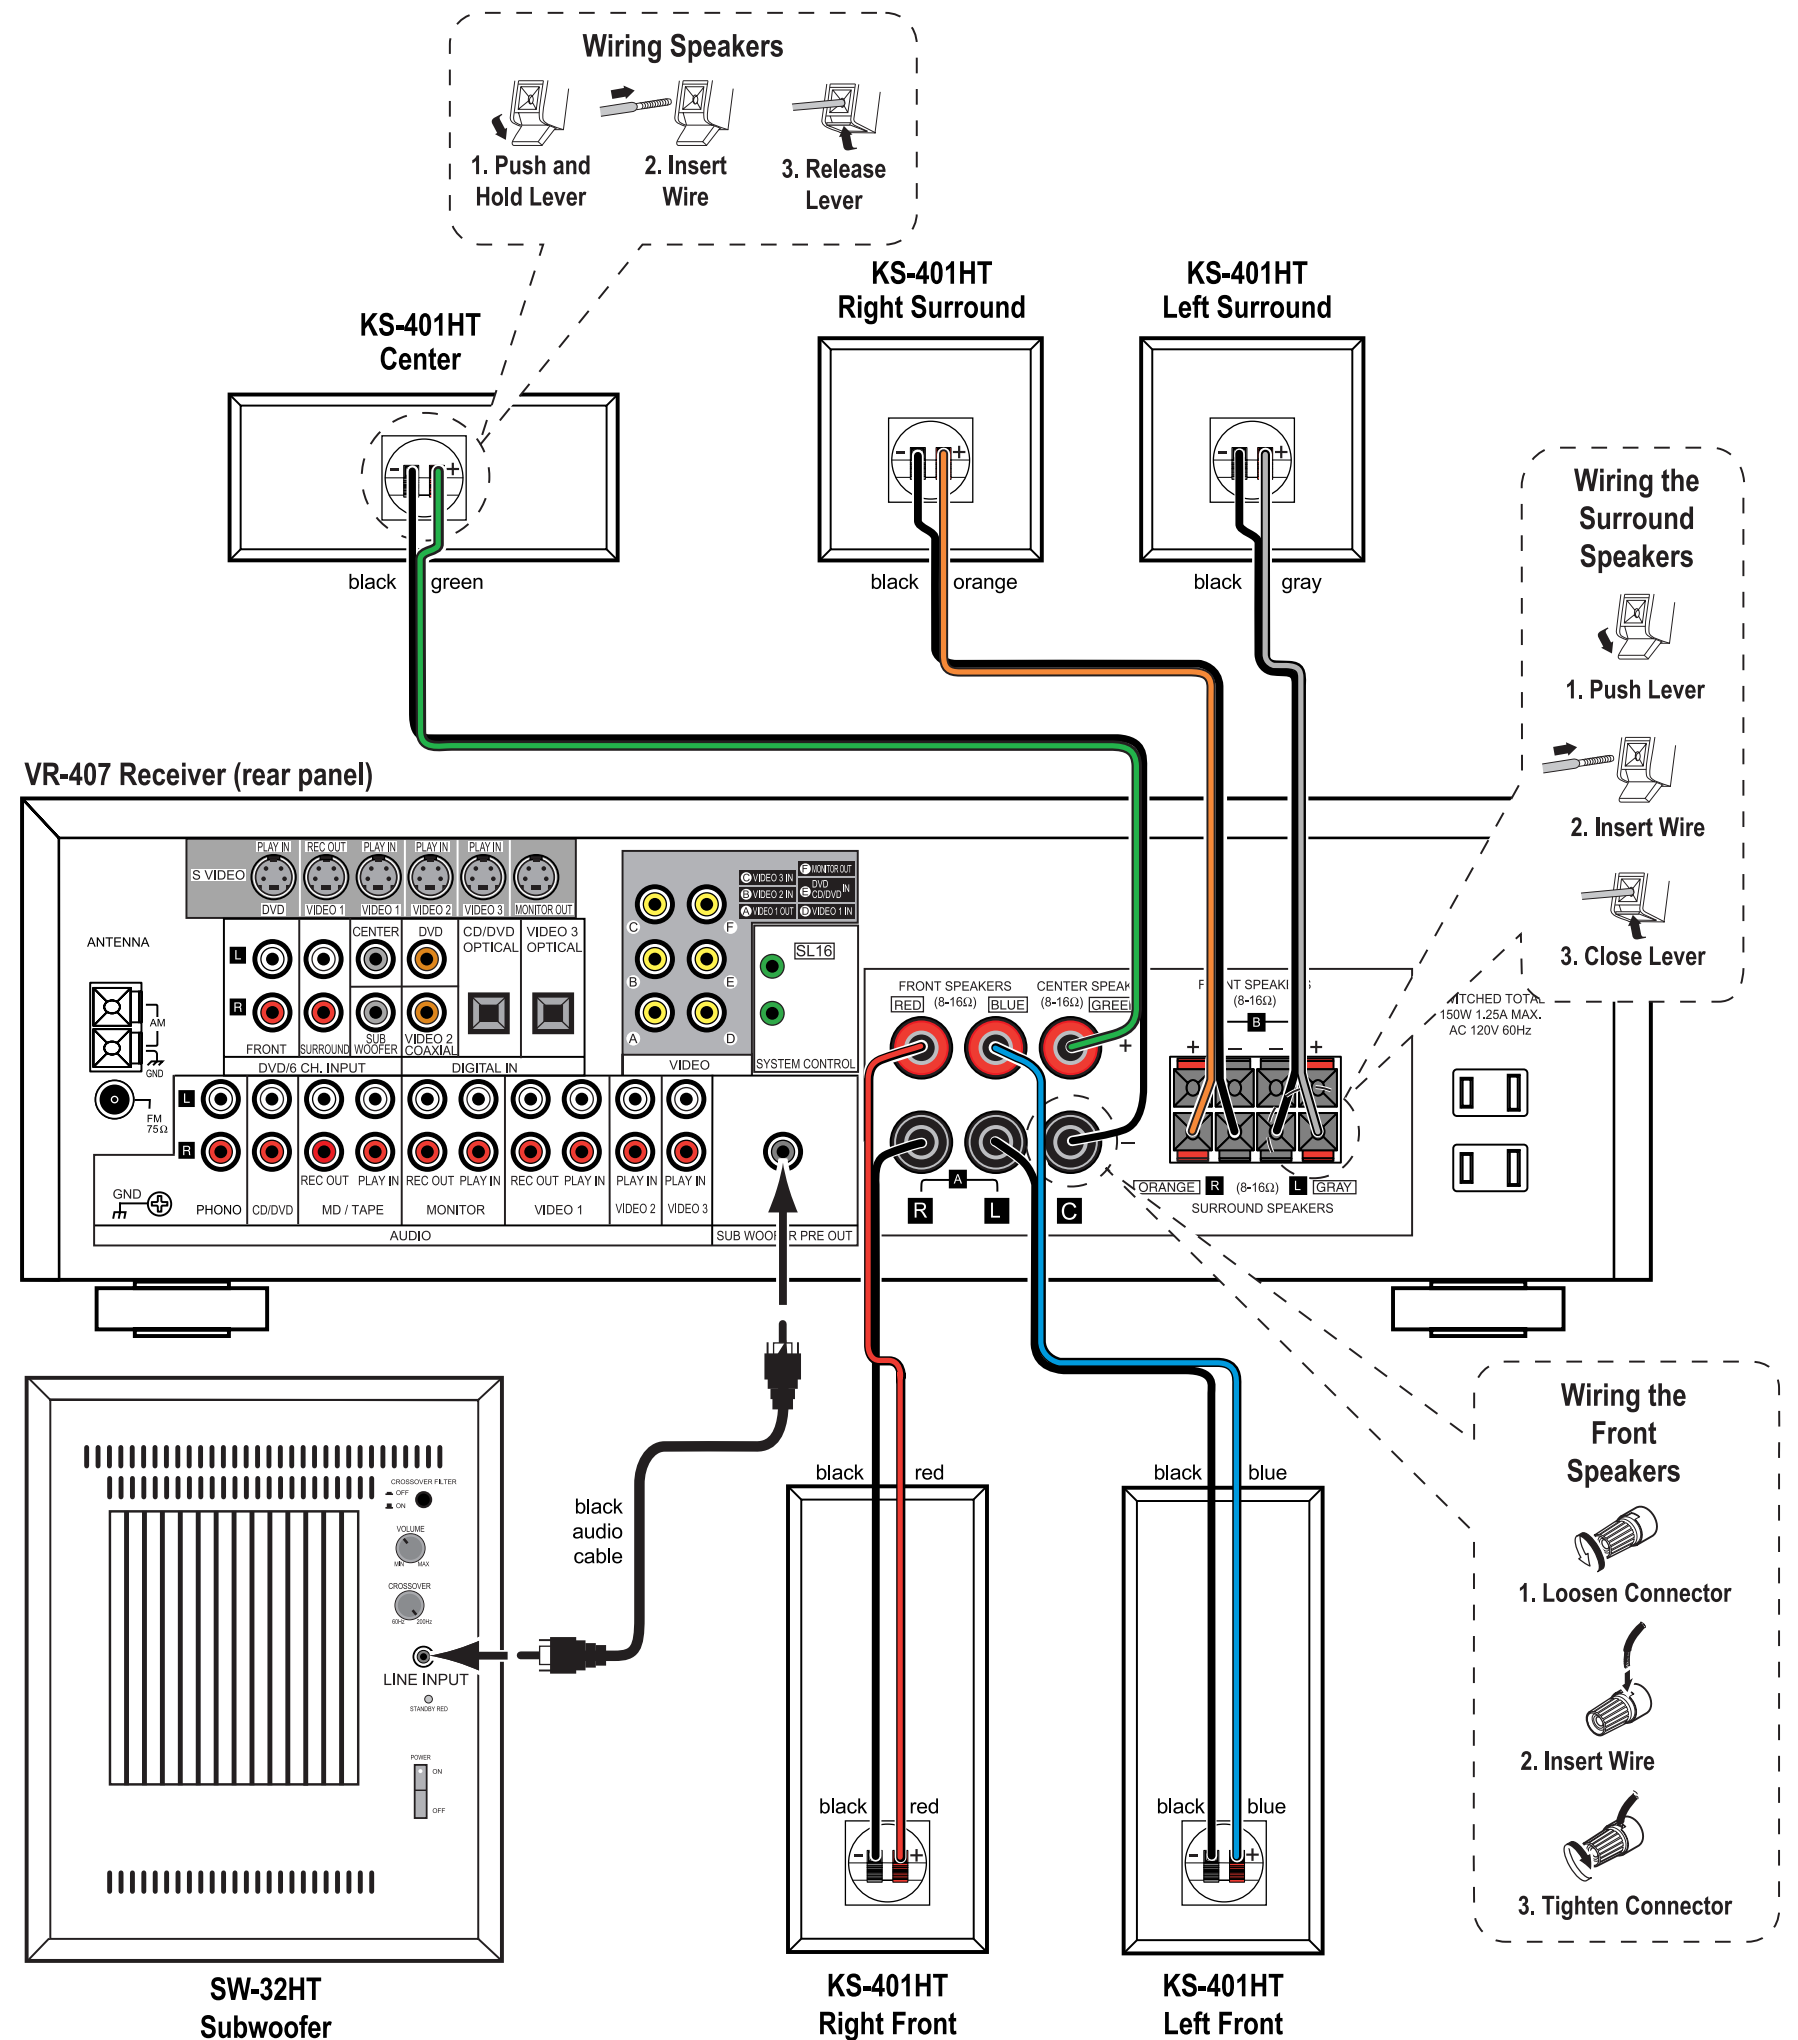 Wiring Speakers
1. Push and
Hold Lever
2. Insert
Wire
3. Release
Lever
KS-401HT
Center
KS-401HT
Right Surround
KS-401HT
Left Surround
- +
- +
- +
black green
black orange
black gray
Wiring the
Surround
Speakers
1. Push Lever
2. Insert Wire
3. Close Lever
VR-407 Receiver (rear panel)
S VIDEO
PLAY IN REC OUT PLAY IN PLAY IN PLAY IN
DVD VIDEO 1 VIDEO 1 VIDEO 2 VIDEO 3 MONITOR OUT
ANTENNA
AM
GND
FM
75Ω
GND
CENTER DVD
CD/DVD
OPTICAL
VIDEO 3
OPTICAL
L
R
FRONT SURROUND
SUB
WOOFER
VIDEO 2
COAXIAL
DVD/6 CH. INPUT DIGITAL IN
C VIDEO 3 IN
B VIDEO 2 IN
A VIDEO 1 OUT
F MONITOR OUT
E DVD CD/DVD IN
D VIDEO 1 IN
C F
B E
A D
VIDEO
SL16
SYSTEM CONTROL
L
R
REC OUT PLAY IN REC OUT PLAY IN REC OUT PLAY IN PLAY IN PLAY IN
PHONO CD/DVD MD / TAPE MONITOR VIDEO 1 VIDEO 2 VIDEO 3
AUDIO
SUB WOOFER PRE OUT
FRONT SPEAKERS
RED (8-16Ω) BLUE
CENTER SPEAK
(8-16Ω) GREEN
+
-
A
R L C
(8-16Ω)
B
+ - - +
ORANGE R (8-16Ω) L GRAY
SURROUND SPEAKERS
ITCHED TOTAL
150W 1.25A MAX.
AC 120V 60Hz
CROSSOVER FILTER
OFF
ON
VOLUME
MIN MAX
CROSSOVER
60Hz 200Hz
LINE INPUT
STANDBY RED
POWER
ON
OFF
black
audio
cable
black red
black blue
black red
black blue
- +
- +
Wiring the
Front
Speakers
1. Loosen Connector
2. Insert Wire
3. Tighten Connector
SW-32HT
Subwoofer
KS-401HT
Right Front
KS-401HT
Left Front